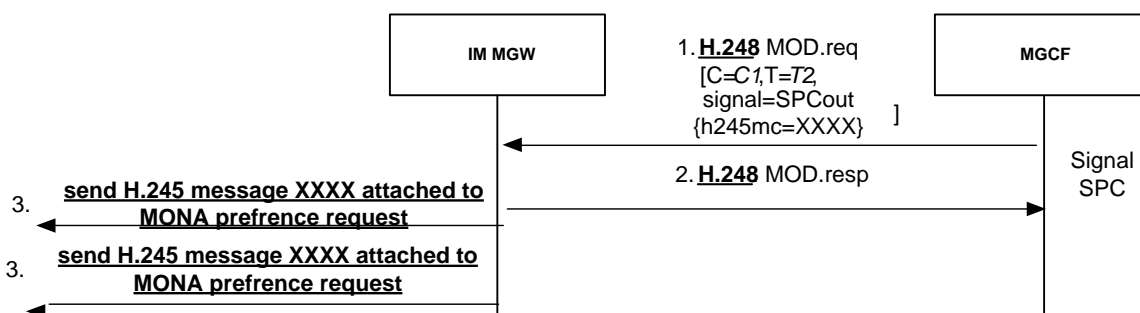 IM MGW
MGCF
1. H.248 MOD.req
[C=C1,T=T2,
signal=SPCout
{h245mc=XXXX}
]
2. H.248 MOD.resp
Signal
SPC
3. send H.245 message XXXX attached to
MONA prefrence request
3. send H.245 message XXXX attached to
MONA prefrence request